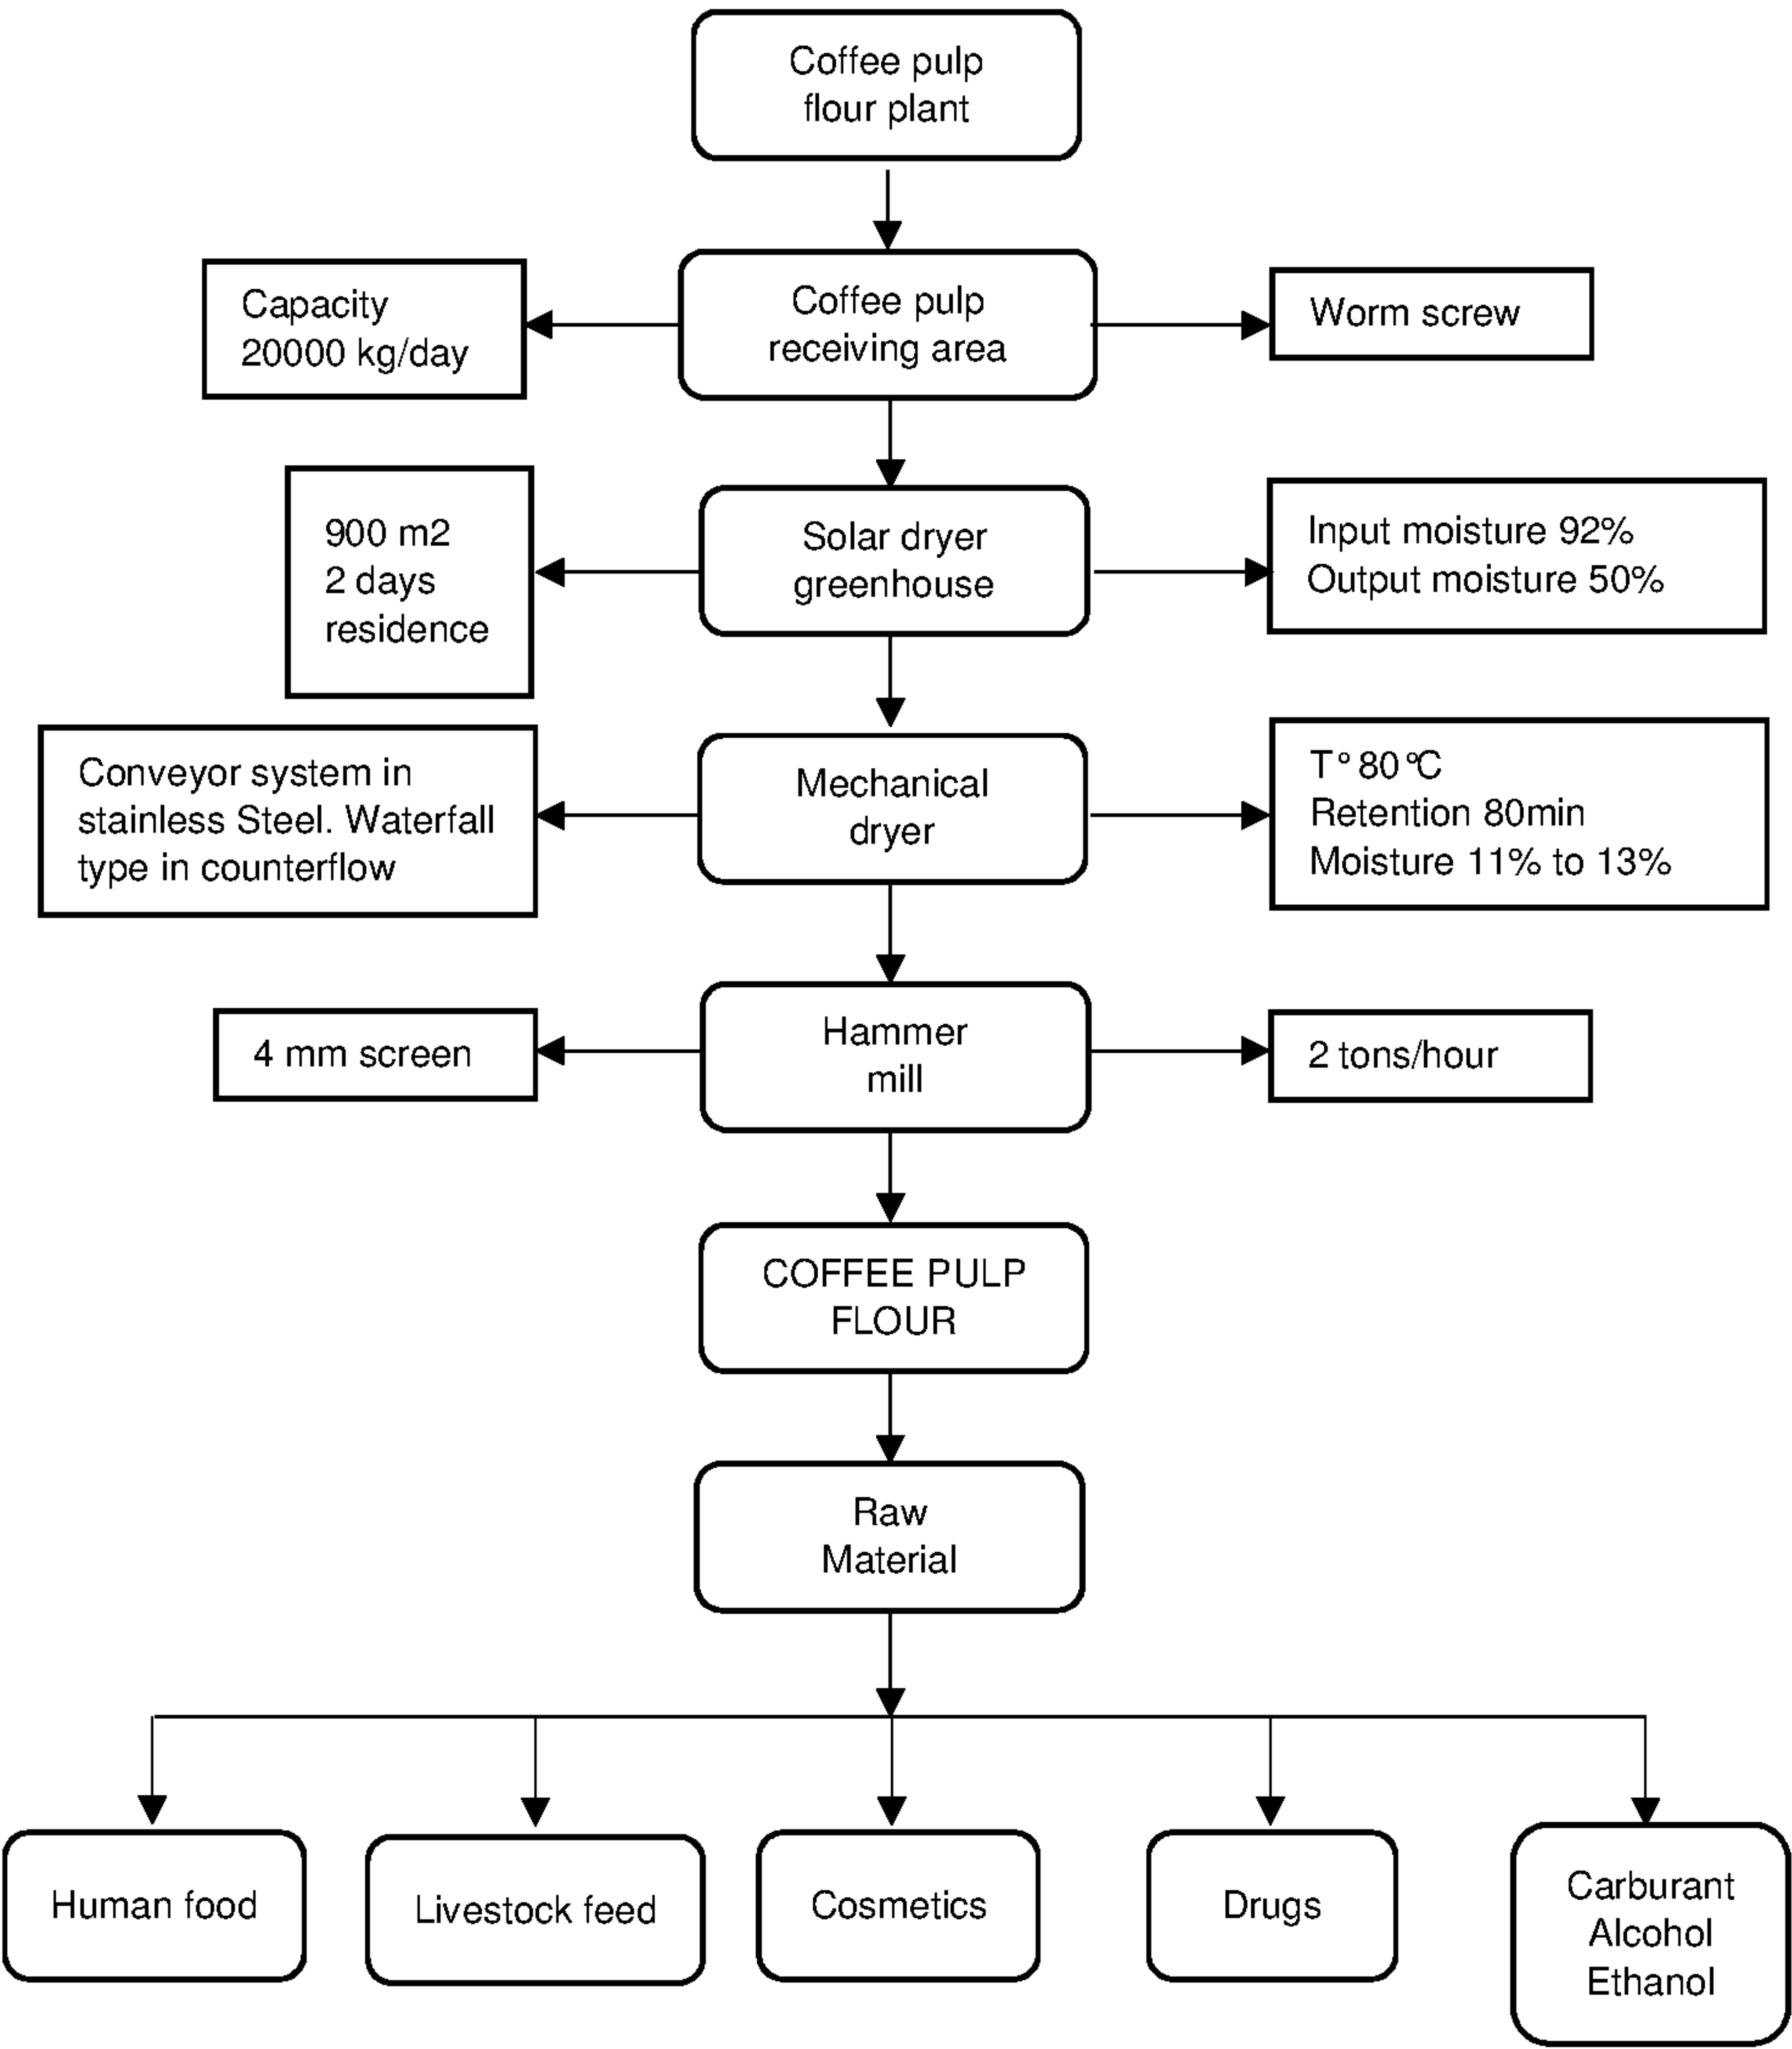 Coffee pulp
flour plant
Capacity
20000 kg/day
Coffee pulp
receiving area
Worm screw
900 m2
2 days
residence
Solar dryer
greenhouse
Input moisture 92%
Output moisture 50%
Conveyor system in
stainless Steel. Waterfall
type in counterflow
Mechanical
dryer
T° 80°C
Retention 80min
Moisture 11% to 13%
4 mm screen
Hammer
mill
2 tons/hour
COFFEE PULP
FLOUR
Raw
Material
Human food
Livestock feed
Cosmetics
Drugs
Carburant
Alcohol
Ethanol